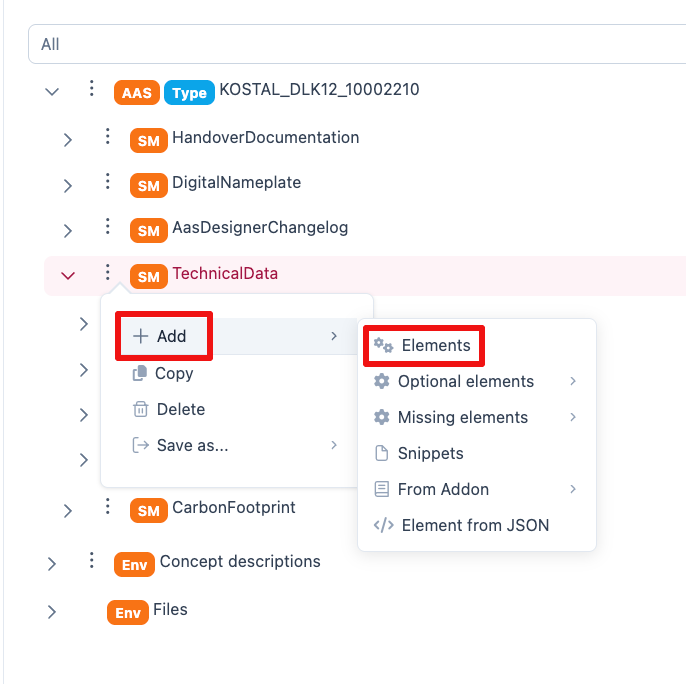 All
AAS Type KOSTAL_DLK12_10002210
SM HandoverDocumentation
SM DigitalNameplate
SM AasDesignerChangelog
SM TechnicalData
Add
Copy
Delete
Save as...
Elements
Optional elements
Missing elements
Snippets
From Addon
Element from JSON
SM CarbonFootprint
Env Concept descriptions
Env Files